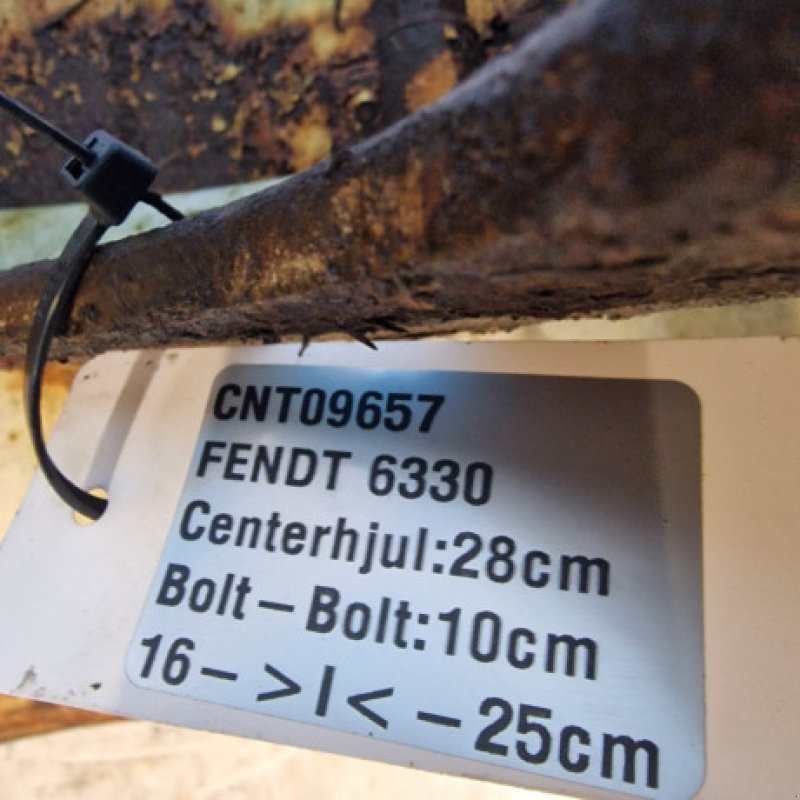 CNT09657
FENDT 6330
Centerhjul:28cm
Bolt-Bolt:10cm
16- >|< -25cm